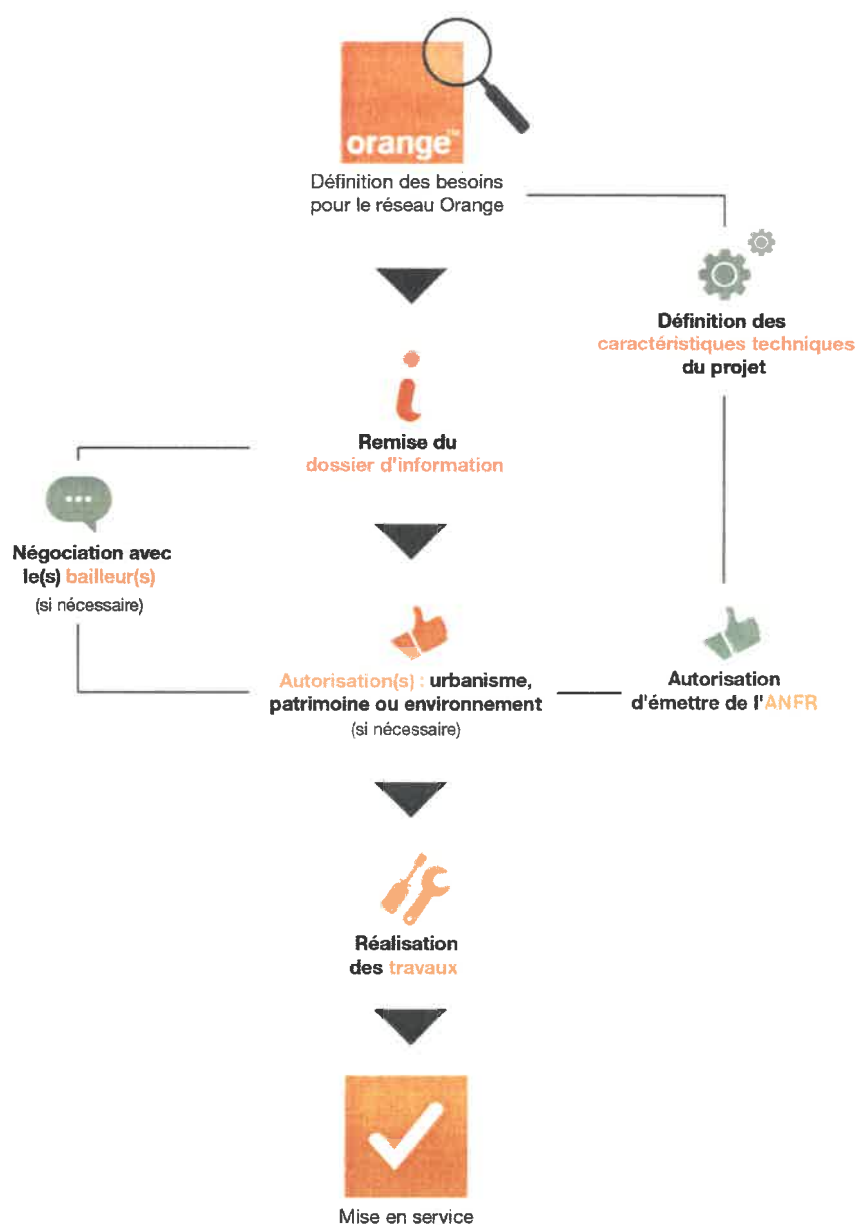 orange™
Définition des besoins
pour le réseau Orange
Définition des
caractéristiques techniques
du projet
Remise du
dossier d'information
Négociation avec
le(s) bailleur(s)
(si nécessaire)
Autorisation(s) : urbanisme,
patrimoine ou environnement
(si nécessaire)
Autorisation
d'émettre de l'ANFR
Réalisation
des travaux
Mise en service